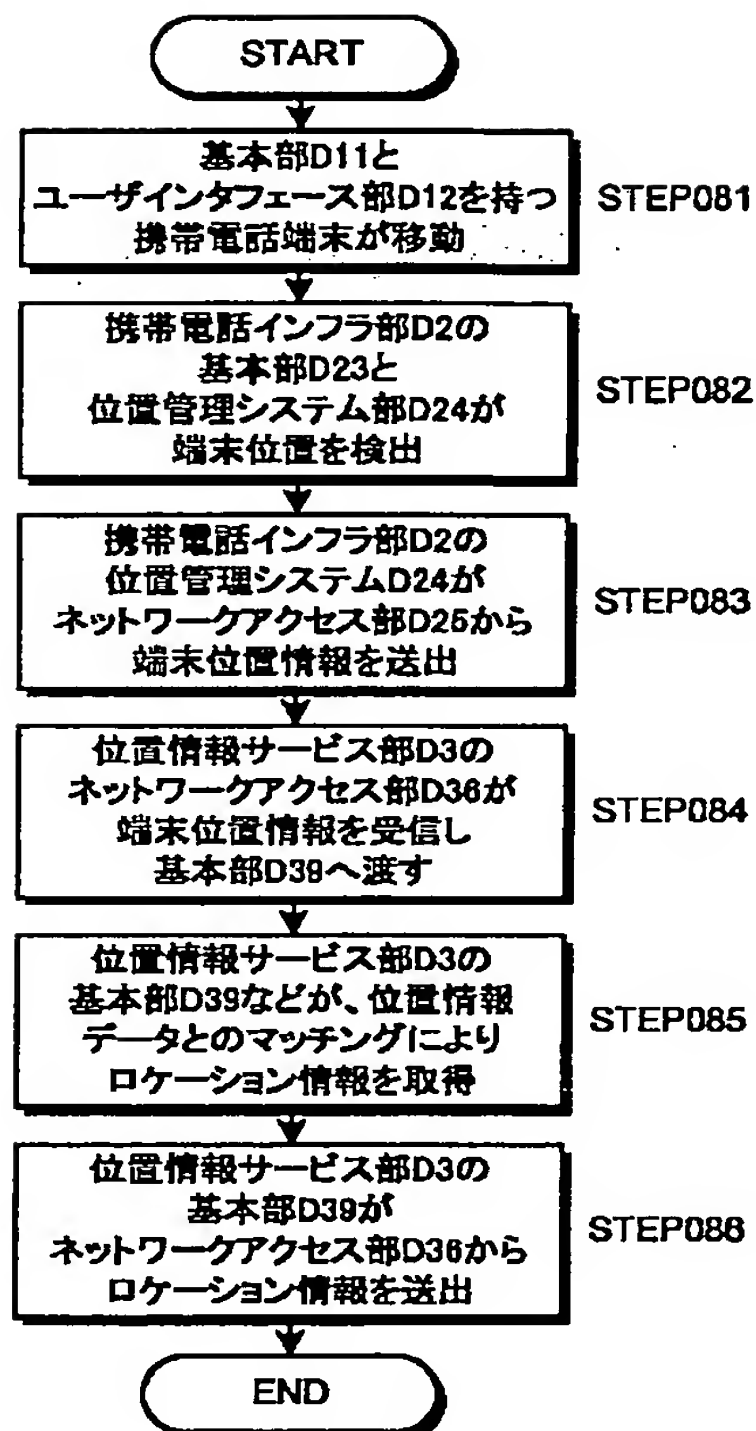 START
基本部D11と
ユーザインタフェース部D12を持つ
携帯電話端末が移動
STEP081
携帯電話インフラ部D2の
基本部D23と
位置管理システム部D24が
端末位置を検出
STEP082
携帯電話インフラ部D2の
位置管理システムD24が
ネットワークアクセス部D25から
端末位置情報を送出
STEP083
位置情報サービス部D3の
ネットワークアクセス部D36が
端末位置情報を受信し
基本部D39へ渡す
STEP084
位置情報サービス部D3の
基本部D39などが、位置情報
データとのマッチングにより
ロケーション情報を取得
STEP085
位置情報サービス部D3の
基本部D39が
ネットワークアクセス部D36から
ロケーション情報を送出
STEP086
END